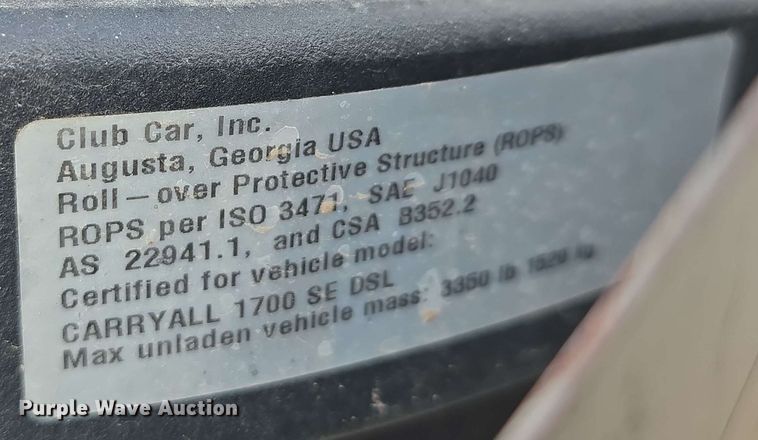 Club Car, Inc.
Augusta, Georgia USA
Roll-over Protective Structure (ROPS)
ROPS per ISO 3471, SAE J1040
AS 22941.1, and CSA B352.2
Certified for vehicle model:
CARRYALL 1700 SE DSL
Max unladen vehicle mass: 3350 lb 1520 kg
Purple Wave Auction